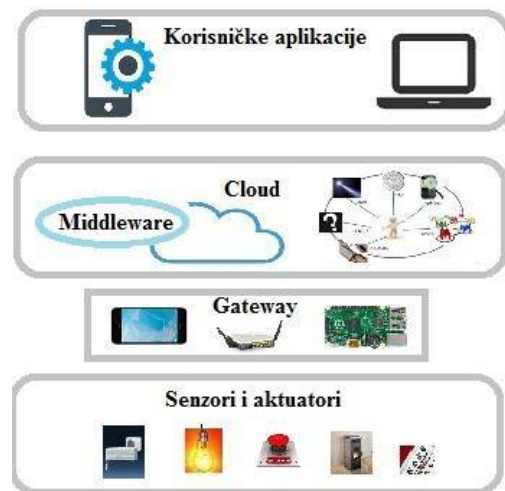 Korisničke aplikacije
Cloud
Middleware
Gateway
Senzori i aktuatori